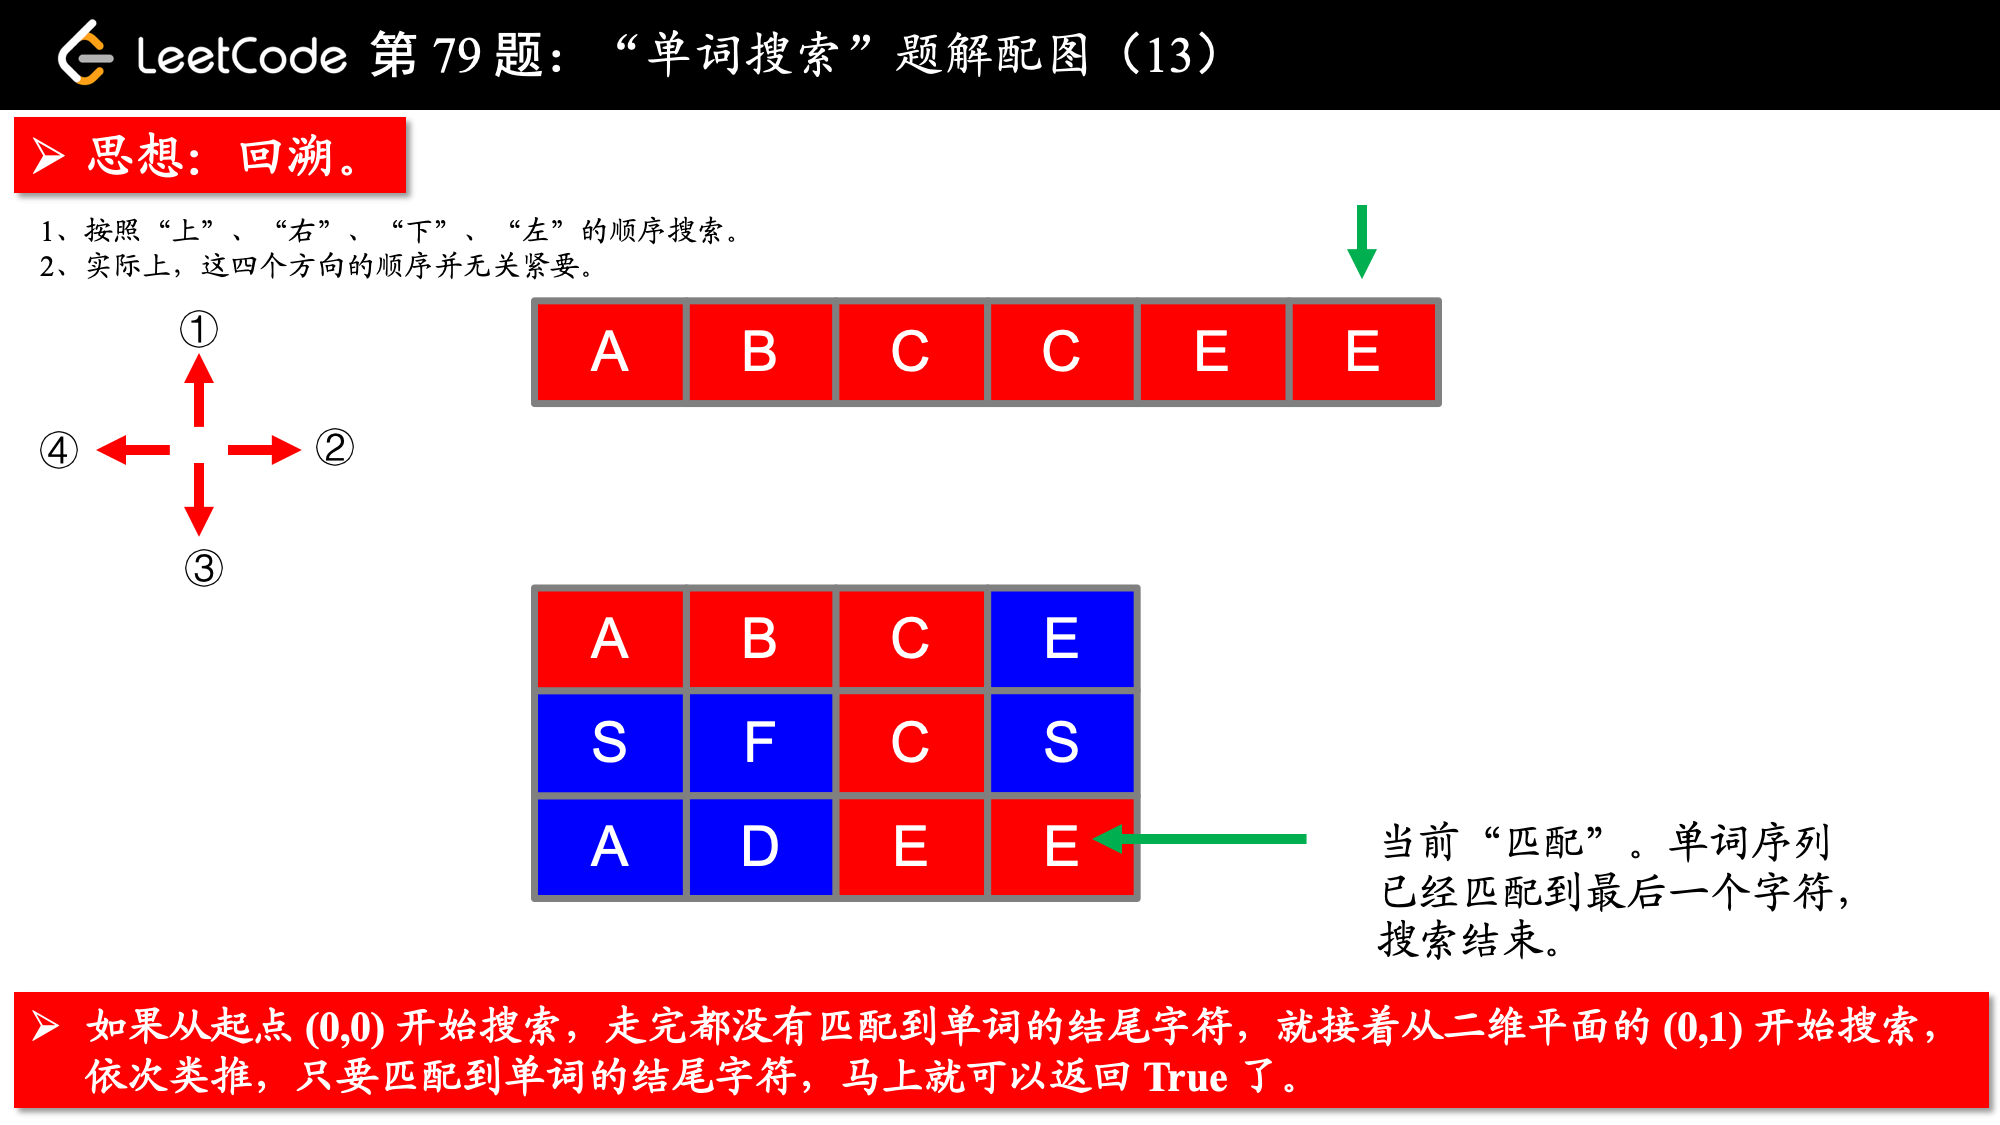 LeetCode 第 79 题：“单词搜索”题解配图（13）
➢ 思想：回溯。
1、按照“上”、“右”、“下”、“左”的顺序搜索。
2、实际上，这四个方向的顺序并无关紧要。
①
④ ②
③
A B C C E E
A B C E
S F C S
A D E E
当前“匹配”。单词序列
已经匹配到最后一个字符，
搜索结束。
➢ 如果从起点 (0,0) 开始搜索，走完都没有匹配到单词的结尾字符，就接着从二维平面的 (0,1) 开始搜索，
依次类推，只要匹配到单词的结尾字符，马上就可以返回 True 了。